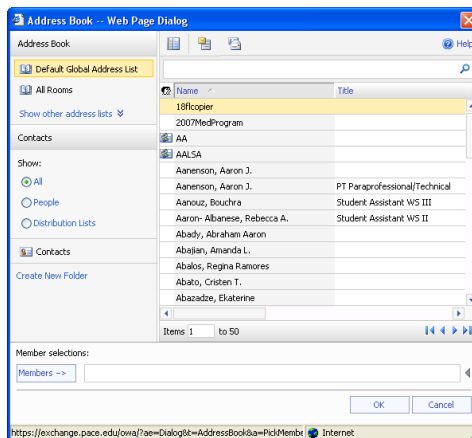 Address Book -- Web Page Dialog
Address Book
Help
Default Global Address List
All Rooms
Show other address lists
Name Title
18flcopier
2007MedProgram
AA
AALSA
Aanenson, Aaron J.
Aanenson, Aaron J. PT Paraprofessional/Technical
Aanouz, Bouchra Student Assistant WS III
Aaron- Albanese, Rebecca A. Student Assistant WS II
Abady, Abraham Aaron
Abajian, Amanda L.
Abalos, Regina Ramores
Abato, Cristen T.
Abazadze, Ekaterine
Contacts
Show:
All
People
Distribution Lists
Contacts
Create New Folder
Items 1 to 50
Member selections:
Members ->
OK Cancel
https://exchange.pace.edu/owa/?ae=Dialog&t=AddressBook&a=PickMembe Internet